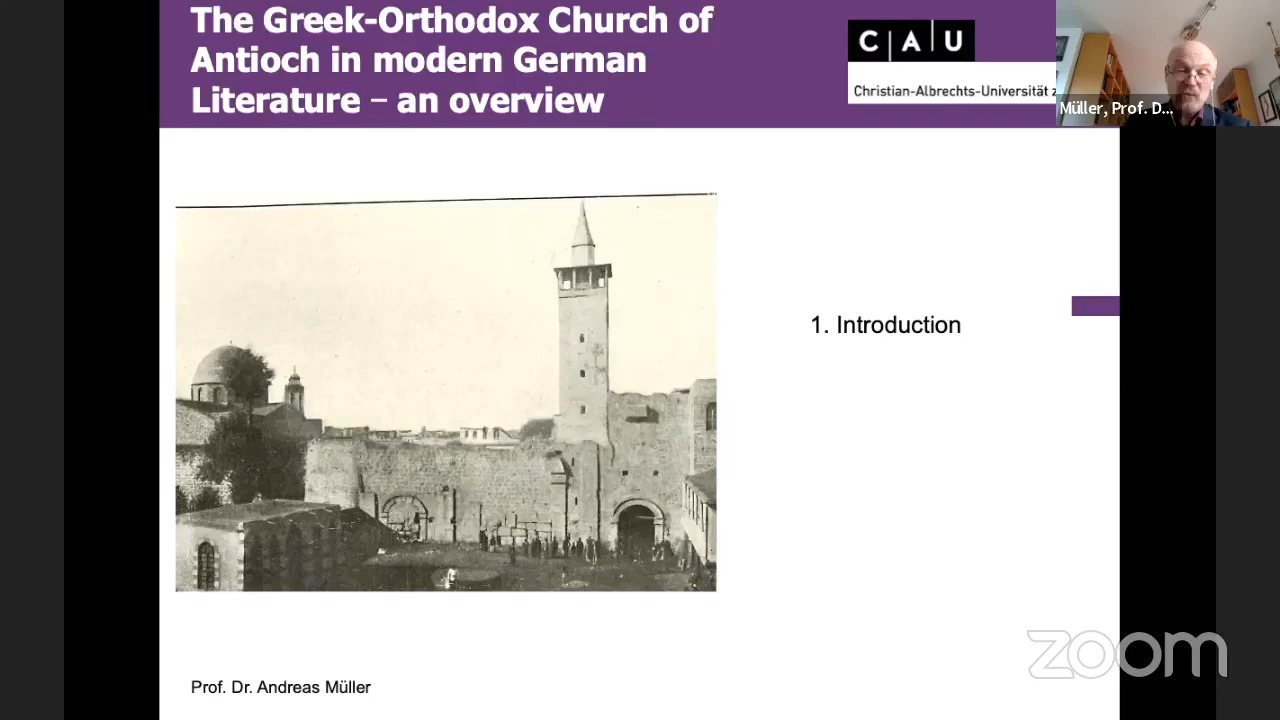 The Greek-Orthodox Church of
Antioch in modern German
Literature – an overview
C A U
Christian-Albrechts-Universität z
Müller, Prof. D...
1. Introduction
Prof. Dr. Andreas Müller
zoom